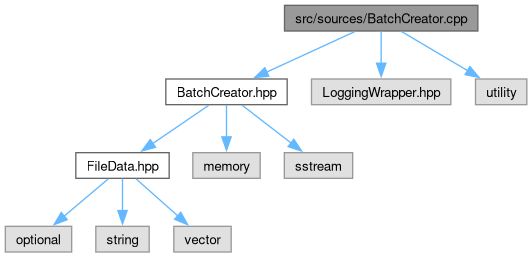 src/sources/BatchCreator.cpp
BatchCreator.hpp
LoggingWrapper.hpp
utility
FileData.hpp
memory
sstream
optional
string
vector